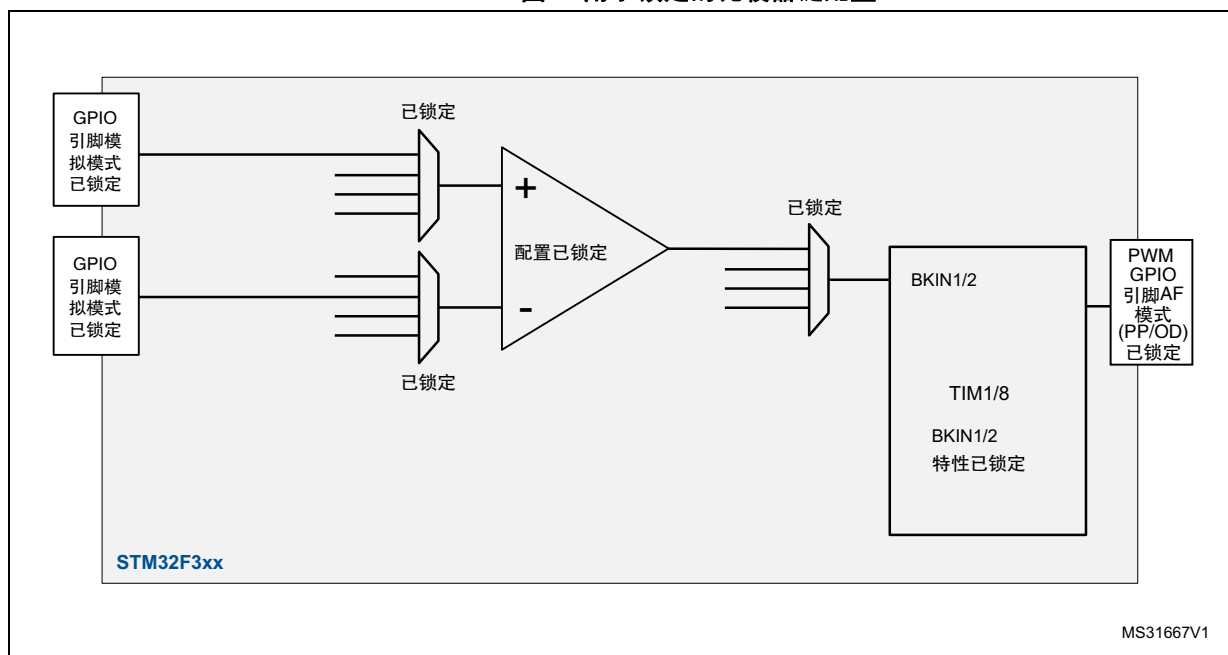 已锁定
GPIO
引脚模
拟模式
已锁定
+
配置已锁定
-
GPIO
引脚模
拟模式
已锁定
已锁定
已锁定
BKIN1/2
TIM1/8
BKIN1/2
特性已锁定
PWM
GPIO
引脚AF
模式
(PP/OD)
已锁定
STM32F3xx
MS31667V1